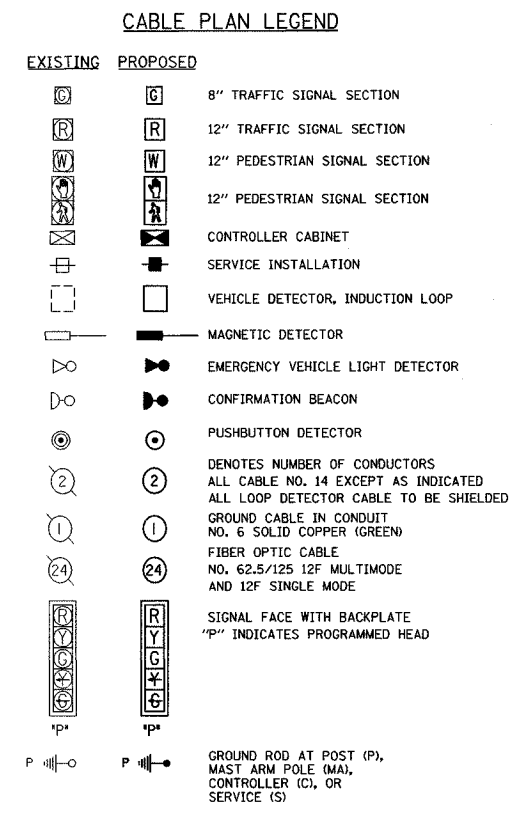 CABLE PLAN LEGEND
EXISTING PROPOSED
G G 8" TRAFFIC SIGNAL SECTION
R R 12" TRAFFIC SIGNAL SECTION
W W 12" PEDESTRIAN SIGNAL SECTION
12" PEDESTRIAN SIGNAL SECTION
CONTROLLER CABINET
SERVICE INSTALLATION
VEHICLE DETECTOR, INDUCTION LOOP
MAGNETIC DETECTOR
EMERGENCY VEHICLE LIGHT DETECTOR
CONFIRMATION BEACON
PUSHBUTTON DETECTOR
DENOTES NUMBER OF CONDUCTORS
2 2 ALL CABLE NO. 14 EXCEPT AS INDICATED
ALL LOOP DETECTOR CABLE TO BE SHIELDED
GROUND CABLE IN CONDUIT
1 1 NO. 6 SOLID COPPER (GREEN)
FIBER OPTIC CABLE
24 24 NO. 62.5/125 12F MULTIMODE
AND 12F SINGLE MODE
R R SIGNAL FACE WITH BACKPLATE
Y Y "P" INDICATES PROGRAMMED HEAD
G G
Y Y
G G
"P" "P"
P P GROUND ROD AT POST (P),
MAST ARM POLE (MA),
CONTROLLER (C), OR
SERVICE (S)